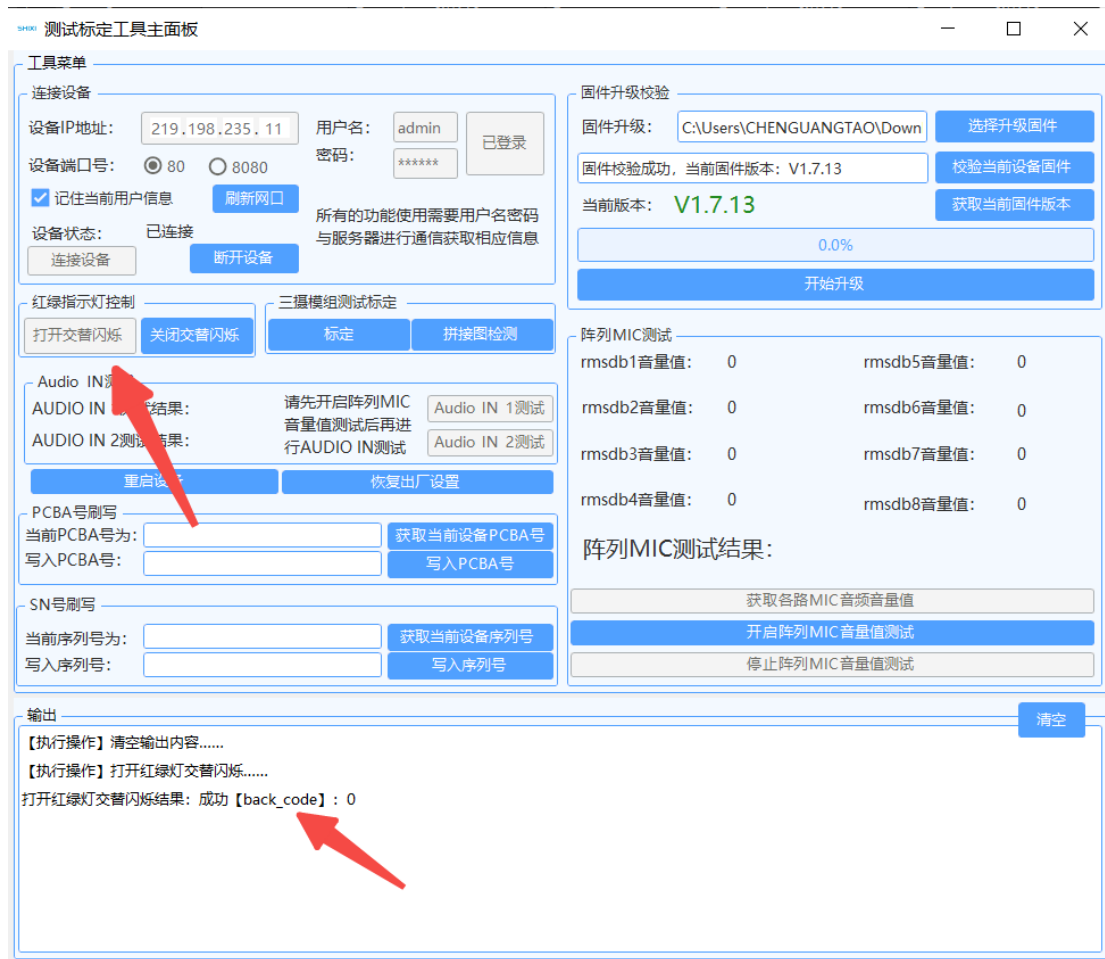 SHXO 测试标定工具主面板
工具菜单
连接设备
设备IP地址： 219.198.235. 11
用户名： admin
密码： ******
已登录
设备端口号： 80 8080
记住当前用户信息 刷新网口
所有的功能使用需要用户名密码
与服务器进行通信获取相应信息
设备状态： 已连接
连接设备 断开设备
固件升级校验
固件升级： C:\Users\CHENGUANGTAO\Down 选择升级固件
固件校验成功，当前固件版本：V1.7.13 校验当前设备固件
当前版本： V1.7.13 获取当前固件版本
0.0%
开始升级
红绿指示灯控制
打开交替闪烁 关闭交替闪烁
三摄模组测试标定
标定 拼接图检测
Audio IN测
AUDIO IN 试结果：
AUDIO IN 2测试结果：
请先开启阵列MIC
音量值测试后再进
行AUDIO IN测试
Audio IN 1测试
Audio IN 2测试
重启设备 恢复出厂设置
PCBA号刷写
当前PCBA号为： 获取当前设备PCBA号
写入PCBA号： 写入PCBA号
SN号刷写
当前序列号为： 获取当前设备序列号
写入序列号： 写入序列号
阵列MIC测试
rmsdb1音量值： 0 rmsdb5音量值： 0
rmsdb2音量值： 0 rmsdb6音量值： 0
rmsdb3音量值： 0 rmsdb7音量值： 0
rmsdb4音量值： 0 rmsdb8音量值： 0
阵列MIC测试结果：
获取各路MIC音频音量值
开启阵列MIC音量值测试
停止阵列MIC音量值测试
输出
清空
【执行操作】清空输出内容......
【执行操作】打开红绿灯交替闪烁......
打开红绿灯交替闪烁结果：成功【back_code】：0